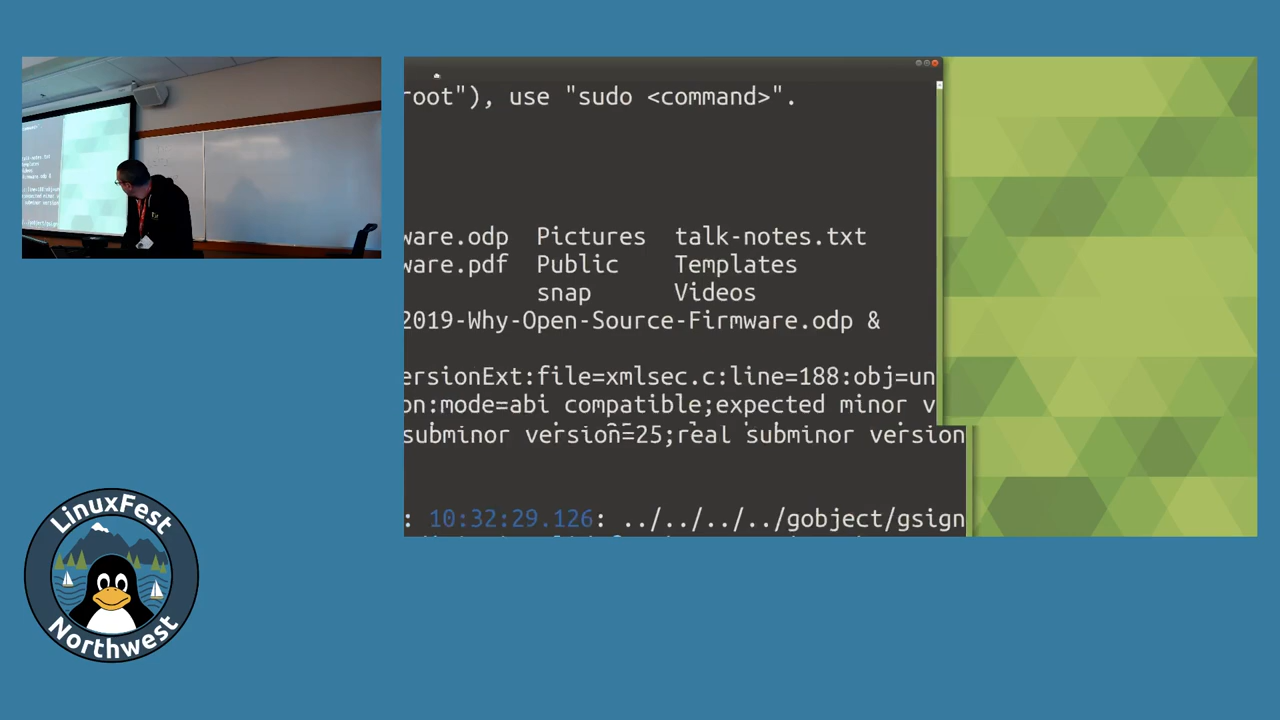 root"), use "sudo <command>".
ware.odp Pictures talk-notes.txt
ware.pdf Public Templates
snap Videos
2019-Why-Open-Source-Firmware.odp &
ersionExt:file=xmlsec.c:line=188:obj=un
on:mode=abi compatible;expected minor v
subminor version=25;real subminor version
: 10:32:29.126: ../../../../gobject/gsign
LinuxFest
Northwest